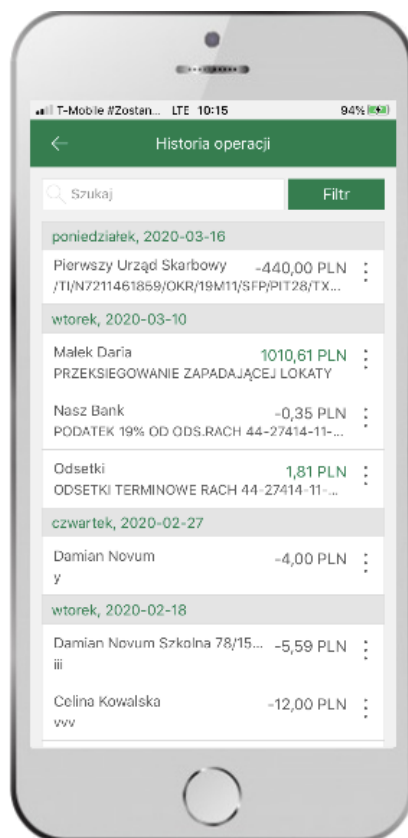 T-Mobile #Zostan... LTE 10:15 94%
Historia operacji
Szukaj Filtr
poniedziałek, 2020-03-16
Pierwszy Urząd Skarbowy -440,00 PLN
/TI/N7211461859/OKR/19M11/SFP/PIT28/TX...
wtorek, 2020-03-10
Małek Daria 1010,61 PLN
PRZEKSIEGOWANIE ZAPADAJĄCEJ LOKATY
Nasz Bank -0,35 PLN
PODATEK 19% OD ODS.RACH 44-27414-11-...
Odsetki 1,81 PLN
ODSETKI TERMINOWE RACH 44-27414-11-...
czwartek, 2020-02-27
Damian Novum -4,00 PLN
y
wtorek, 2020-02-18
Damian Novum Szkolna 78/15... -5,59 PLN
iii
Celina Kowalska -12,00 PLN
vvv